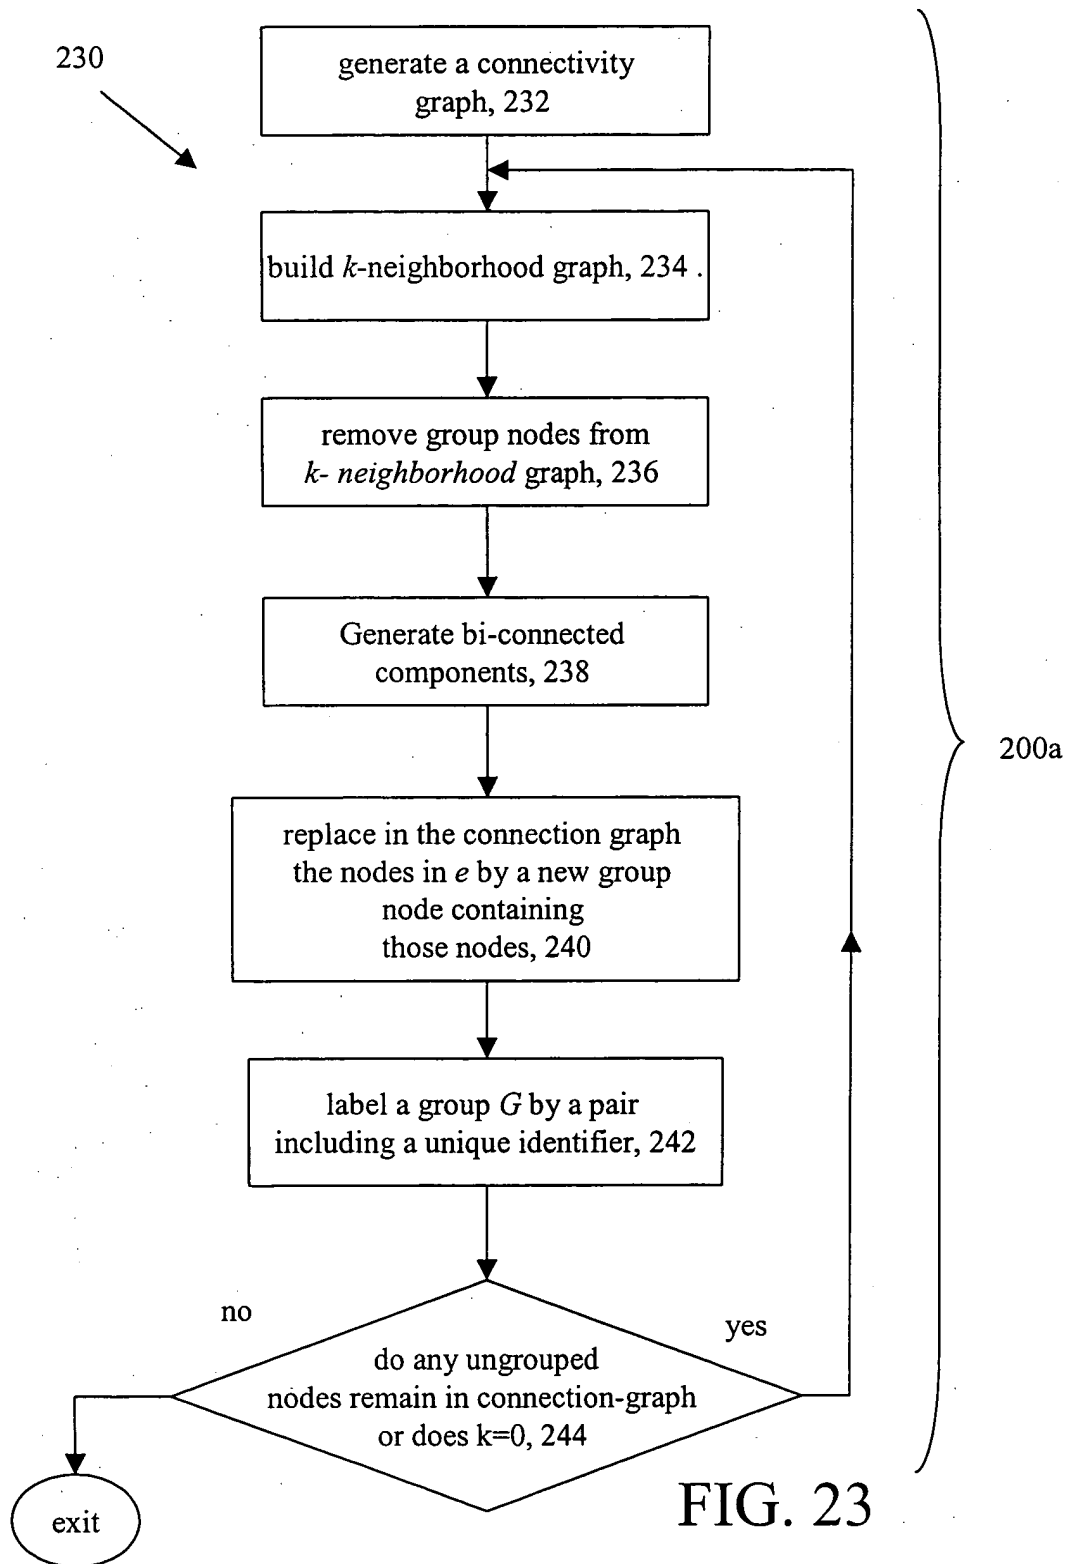 230
generate a connectivity
graph, 232
build k-neighborhood graph, 234 .
remove group nodes from
k- neighborhood graph, 236
Generate bi-connected
components, 238
200a
replace in the connection graph
the nodes in e by a new group
node containing
those nodes, 240
label a group G by a pair
including a unique identifier, 242
no
yes
do any ungrouped
nodes remain in connection-graph
or does k=0, 244
exit
FIG. 23